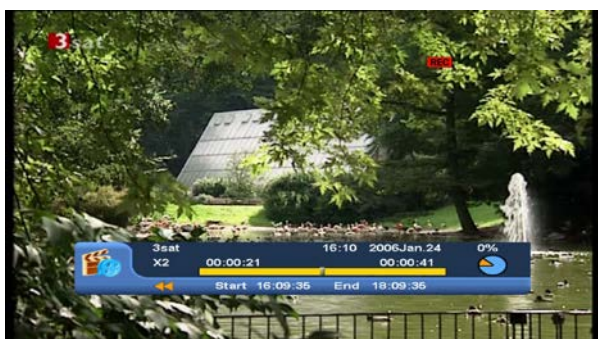 3sat
REC
3sat 16:10 2006Jan.24 0%
X2 00:00:21 00:00:41
Start 16:09:35 End 18:09:35